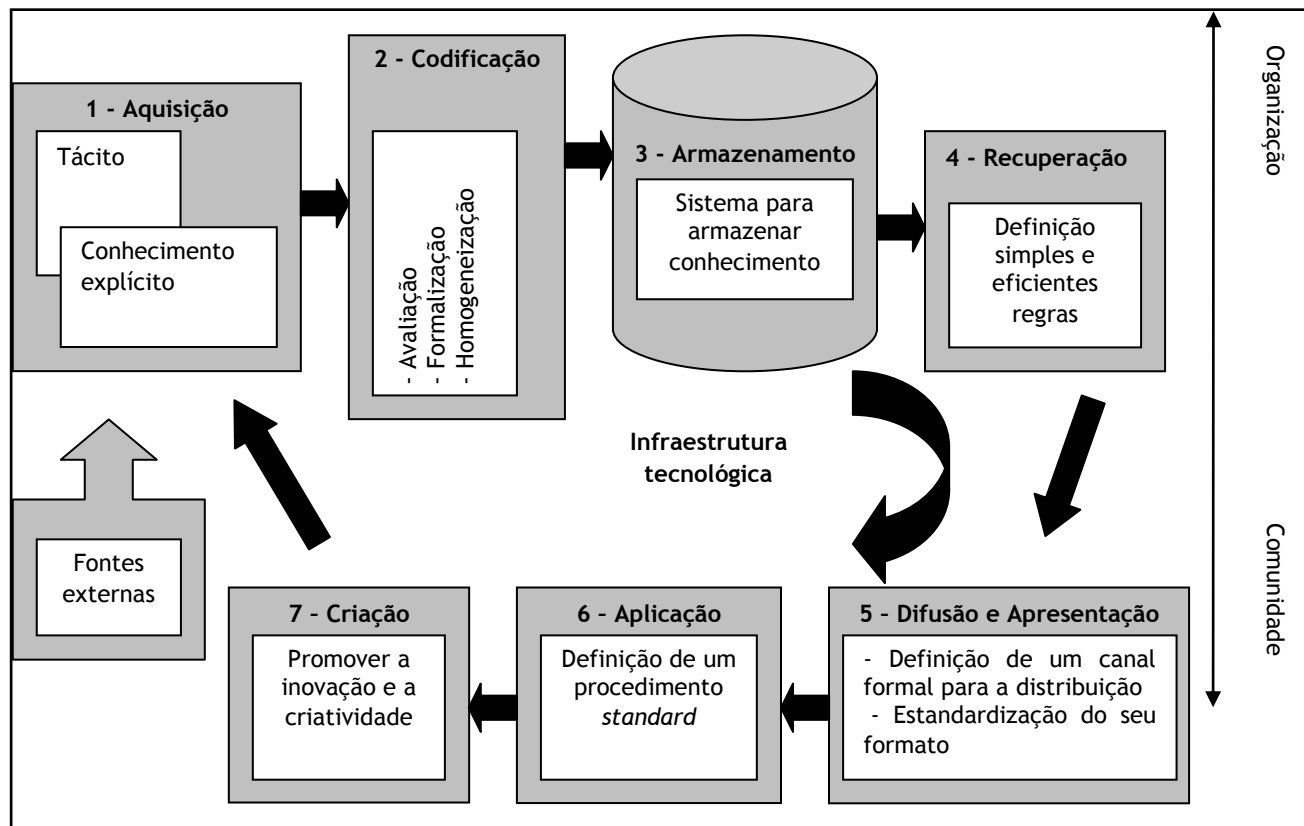 1 - Aquisição
Tácito
Conhecimento
explícito
2 - Codificação
- Avaliação
- Formalização
- Homogeneização
3 - Armazenamento
Sistema para
armazenar
conhecimento
4 - Recuperação
Definição
simples e
eficientes
regras
Organização
Comunidade
Infraestrutura
tecnológica
Fontes
externas
5 – Difusão e Apresentação
- Definição de um canal
formal para a distribuição
- Estandardização do seu
formato
6 – Aplicação
Definição de um
procedimento
standard
7 – Criação
Promover a
inovação e a
criatividade